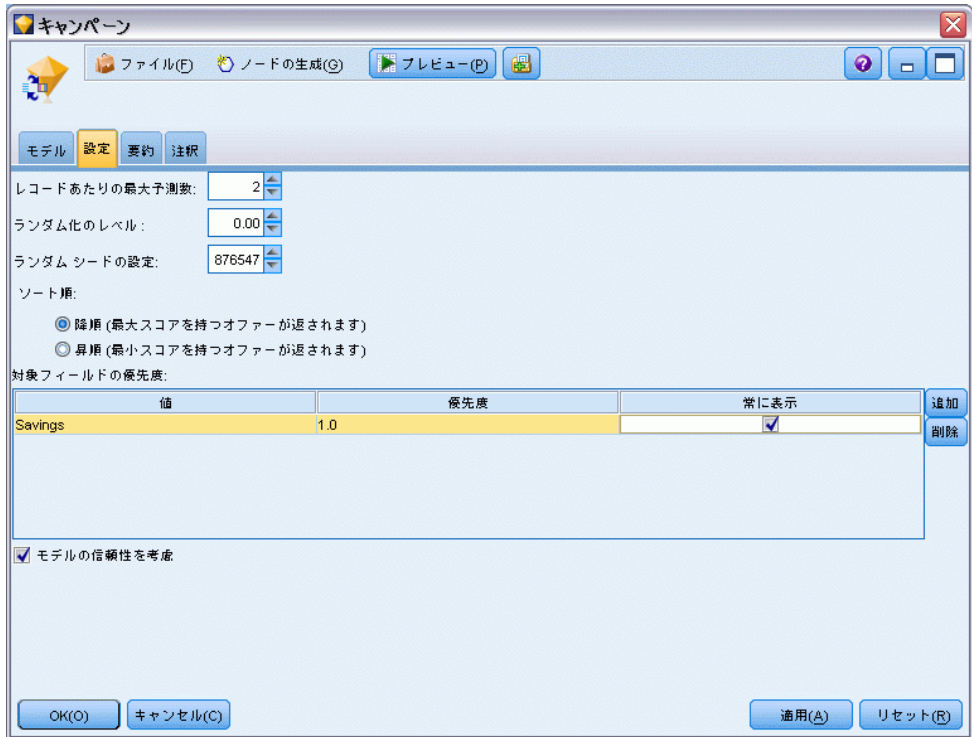 キャンペーン
ファイル(F) ノードの生成(G) プレビュー(P)
モデル 設定 要約 注釈
レコードあたりの最大予測数: 2
ランダム化のレベル : 0.00
ランダム シードの設定: 876547
ソート順:
降順 (最大スコアを持つオファーが返されます)
昇順 (最小スコアを持つオファーが返されます)
対象フィールドの優先度:
値 優先度 常に表示 追加
Savings 1.0 削除
モデルの信頼性を考慮
OK(O) キャンセル(C) 適用(A) リセット(R)